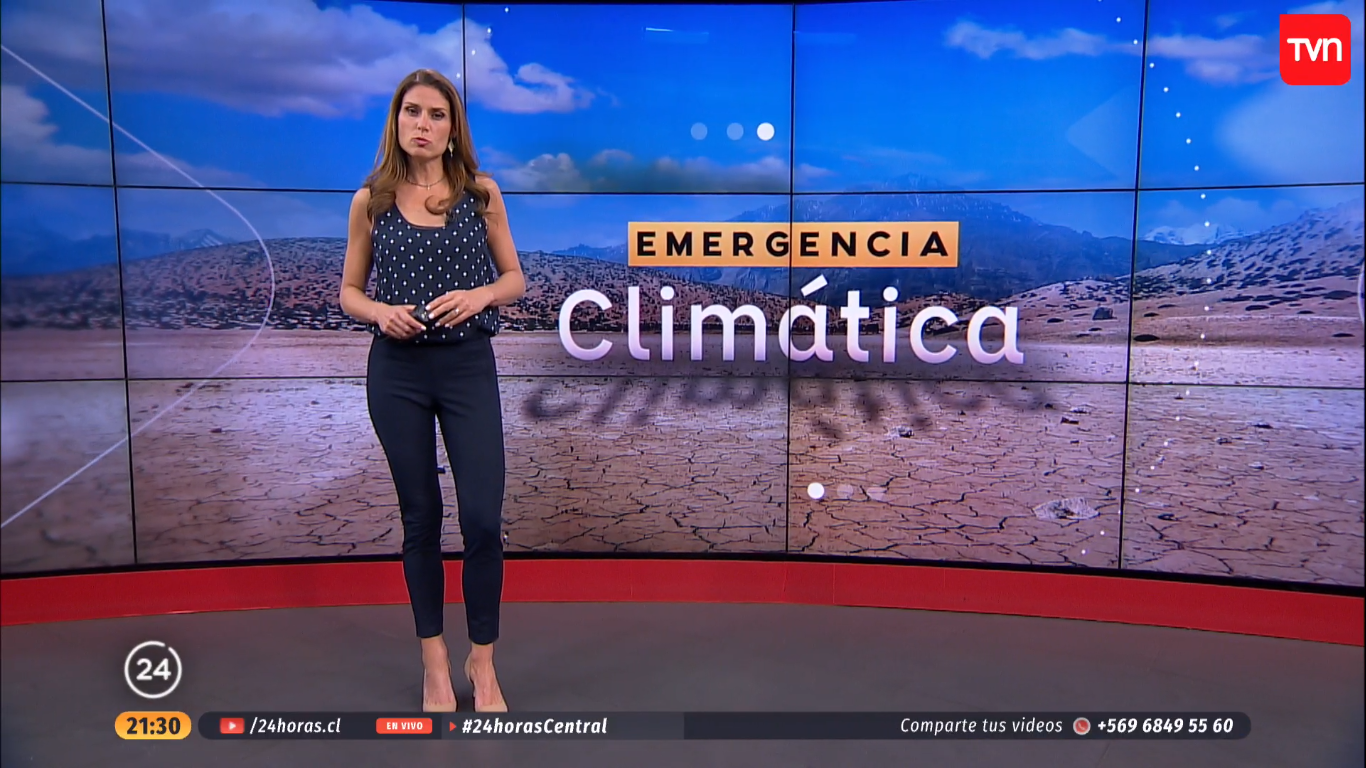 TVN
EMERGENCIA
Climática
24
21:30
/24horas.cl
EN VIVO
#24horasCentral
Comparte tus videos
+569 6849 55 60